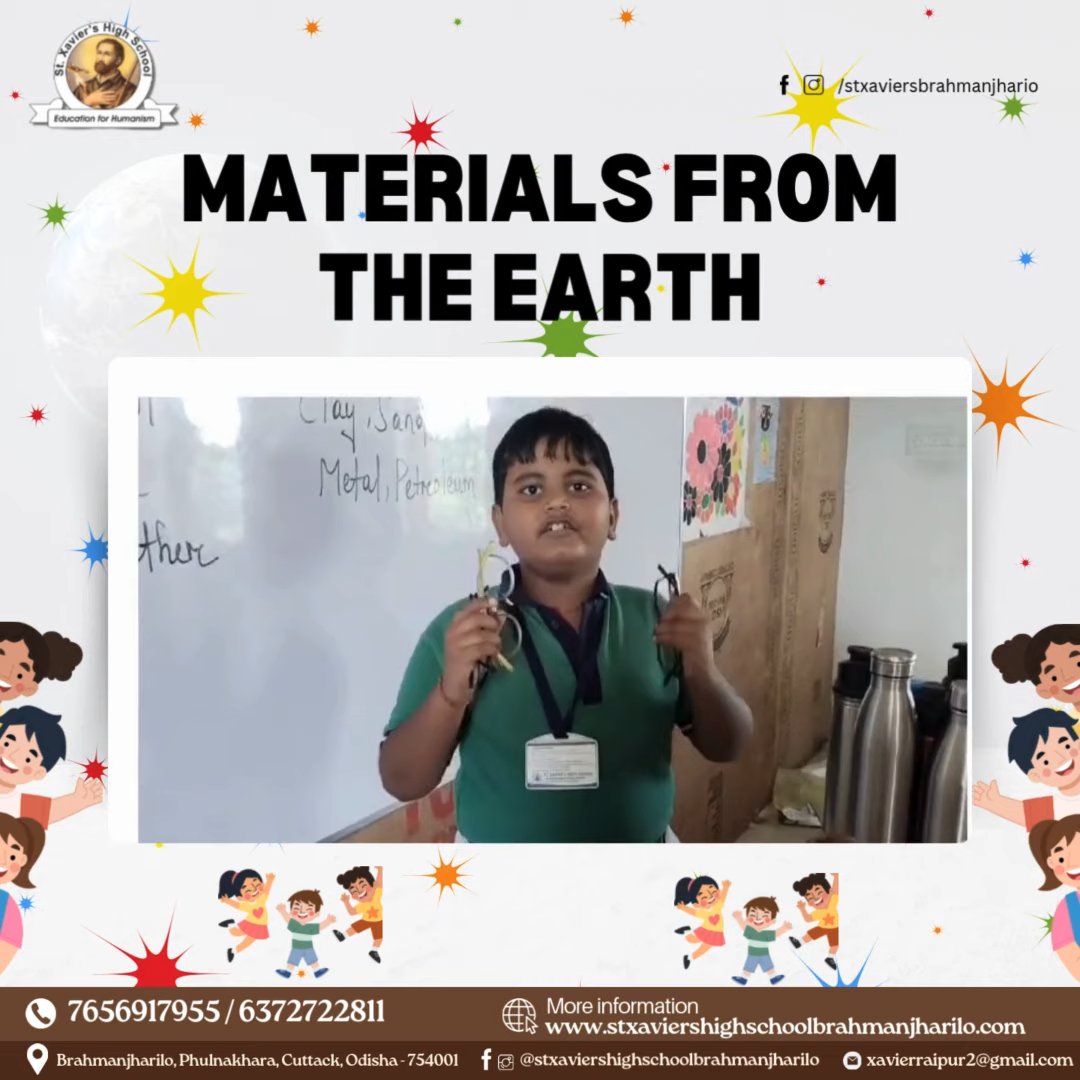 St. Xavier's High School
Education for Humanism
/stxaviersbrahmanjhario
MATERIALS FROM
THE EARTH
Clay, Sand
Metal, Petroleum
ther
7656917955 / 6372722811
More information
www.stxaviershighschoolbrahmanjharilo.com
Brahmanjharilo, Phulnakhara, Cuttack, Odisha - 754001
@stxaviershighschoolbrahmanjharilo
xavierraipur2@gmail.com